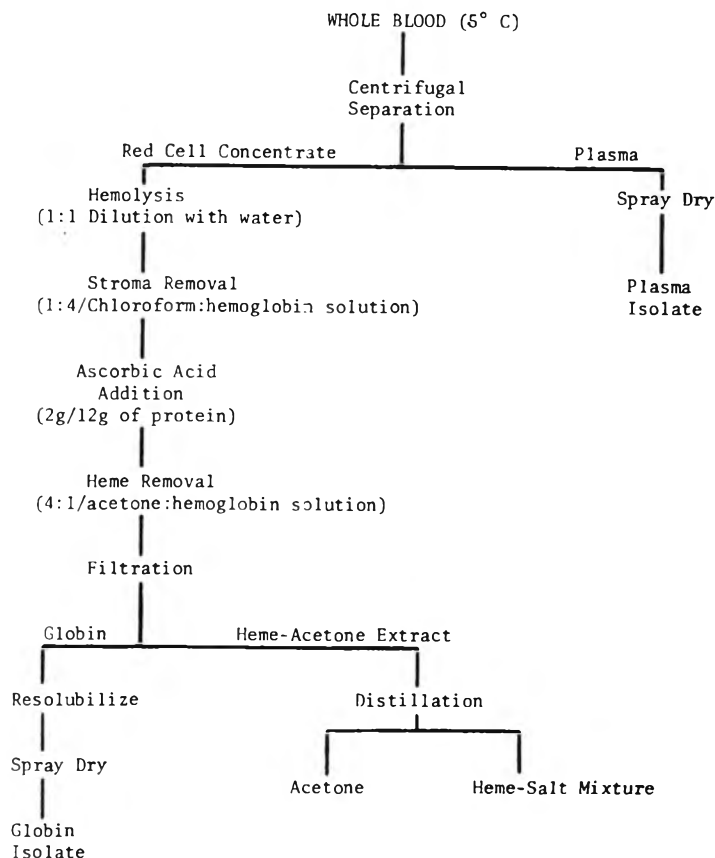 WHOLE BLOOD (5° C)
Centrifugal
Separation
Red Cell Concentrate
Plasma
Hemolysis
(1:1 Dilution with water)
Spray Dry
Stroma Removal
(1:4/Chloroform:hemoglobin solution)
Plasma
Isolate
Ascorbic Acid
Addition
(2g/12g of protein)
Heme Removal
(4:1/acetone:hemoglobin solution)
Filtration
Globin
Heme-Acetone Extract
Resolubilize
Distillation
Spray Dry
Acetone
Heme-Salt Mixture
Globin
Isolate